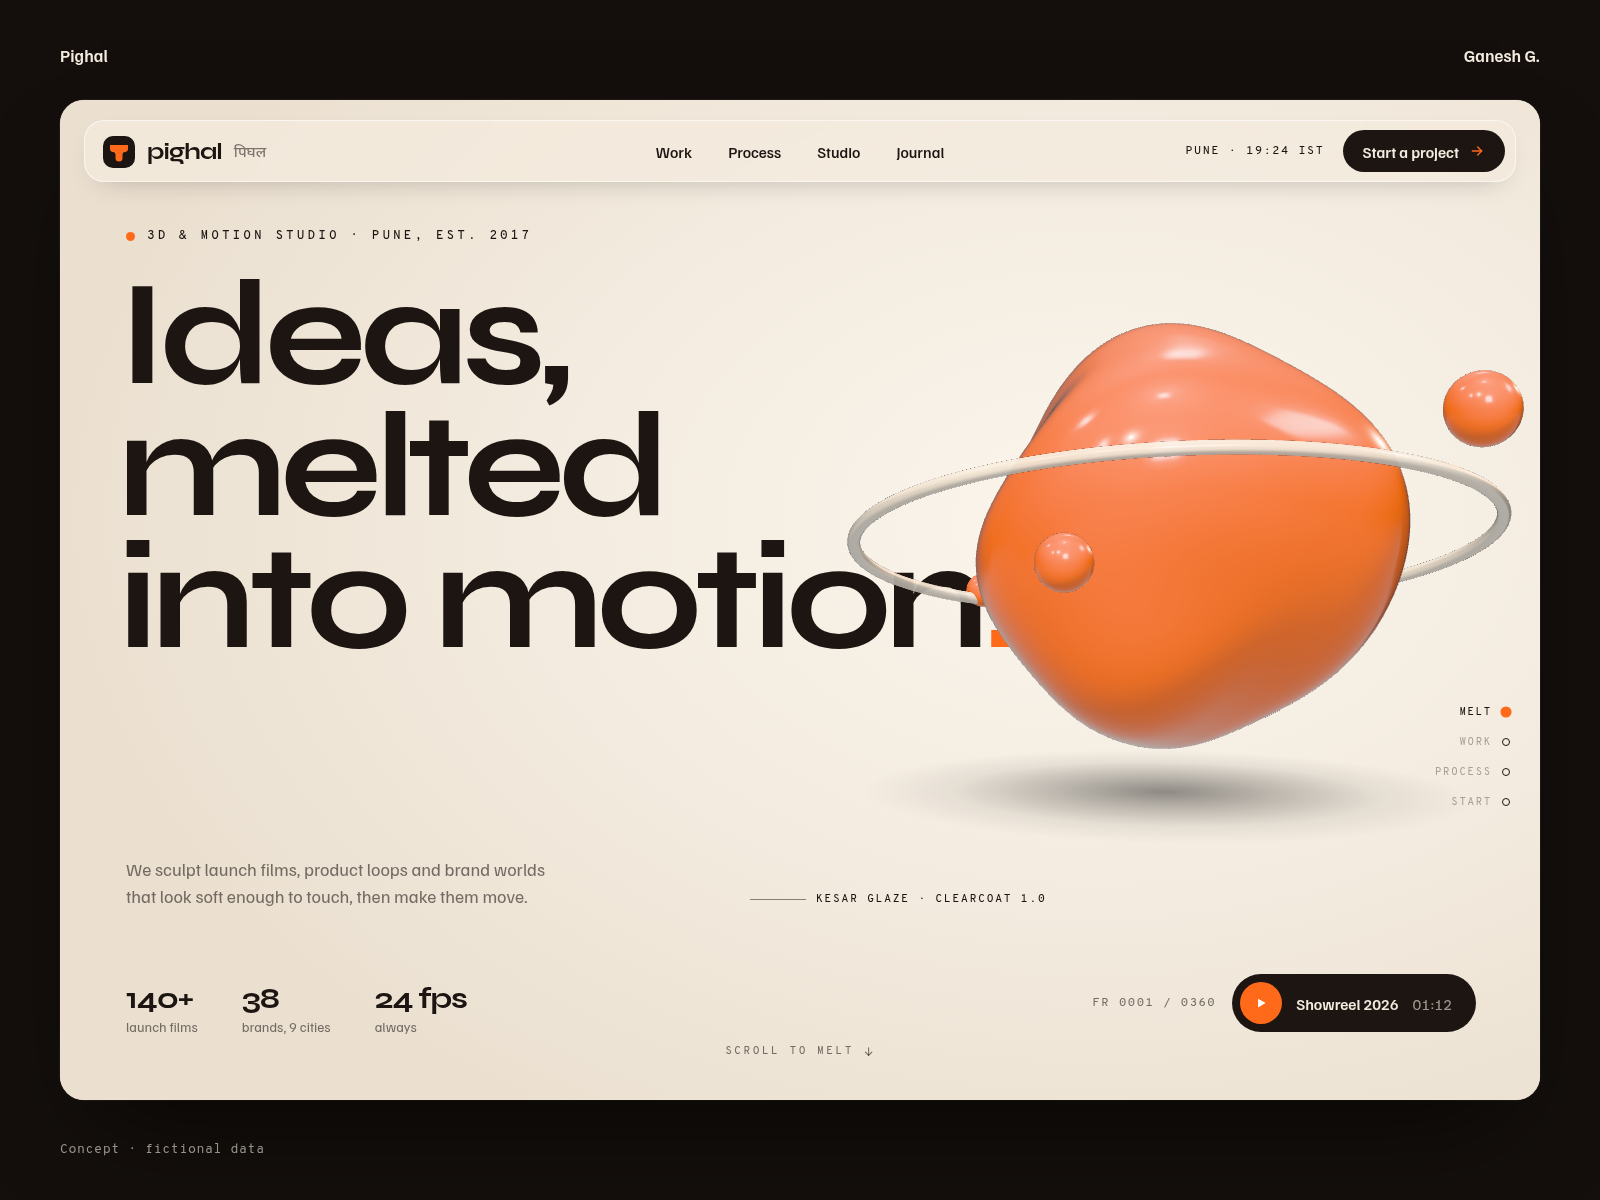 Pighal
Ganesh G.
pighal पिघल
Work Process Studio Journal
PUNE · 19:24 IST
Start a project →
3D & MOTION STUDIO · PUNE, EST. 2017
Ideas,
melted
into motion.
MELT
WORK
PROCESS
START
We sculpt launch films, product loops and brand worlds
that look soft enough to touch, then make them move.
KESAR GLAZE · CLEARCOAT 1.0
140+
launch films
38
brands, 9 cities
24 fps
always
FR 0001 / 0360
Showreel 2026 01:12
SCROLL TO MELT ↓
Concept · fictional data